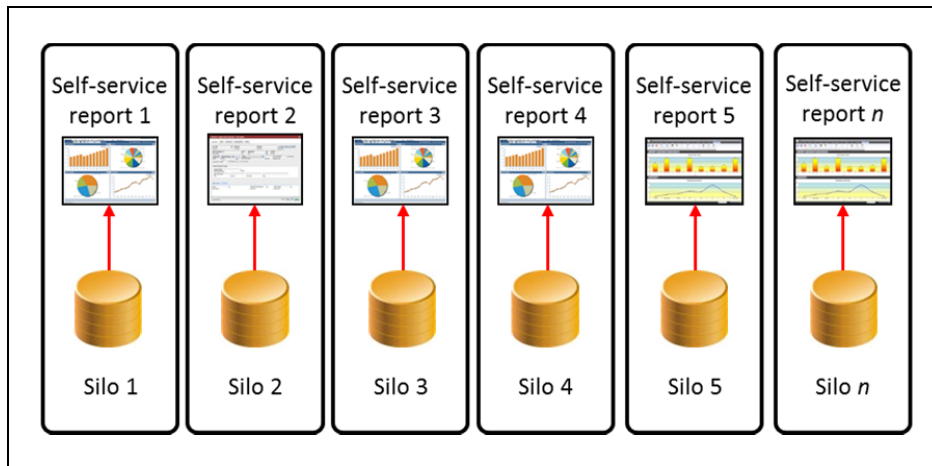 Self-service
report 1
Self-service
report 2
Self-service
report 3
Self-service
report 4
Self-service
report 5
Self-service
report n
Silo 1
Silo 2
Silo 3
Silo 4
Silo 5
Silo n